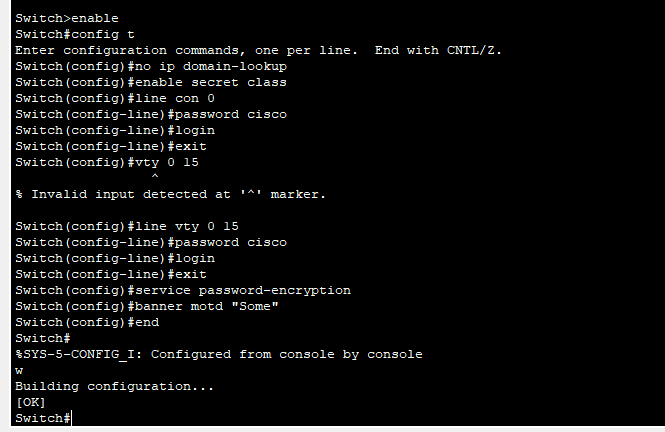 Switch>enable
Switch#config t
Enter configuration commands, one per line.  End with CNTL/Z.
Switch(config)#no ip domain-lookup
Switch(config)#enable secret class
Switch(config)#line con 0
Switch(config-line)#password cisco
Switch(config-line)#login
Switch(config-line)#exit
Switch(config)#vty 0 15
^
% Invalid input detected at '^' marker.
Switch(config)#line vty 0 15
Switch(config-line)#password cisco
Switch(config-line)#login
Switch(config-line)#exit
Switch(config)#service password-encryption
Switch(config)#banner motd "Some"
Switch(config)#end
Switch#
%SYS-5-CONFIG_I: Configured from console by console
w
Building configuration...
[OK]
Switch#